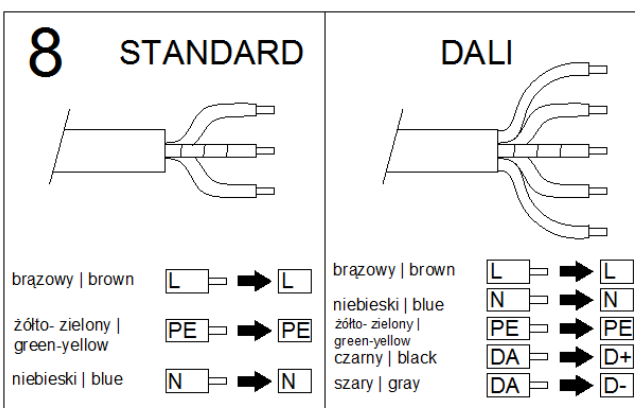 8 STANDARD
brązowy | brown L L
żółto- zielony |
green-yellow PE PE
niebieski | blue N N
DALI
brązowy | brown L L
niebieski | blue N N
żółto- zielony |
green-yellow PE PE
czarny | black DA D+
szary | gray DA D-